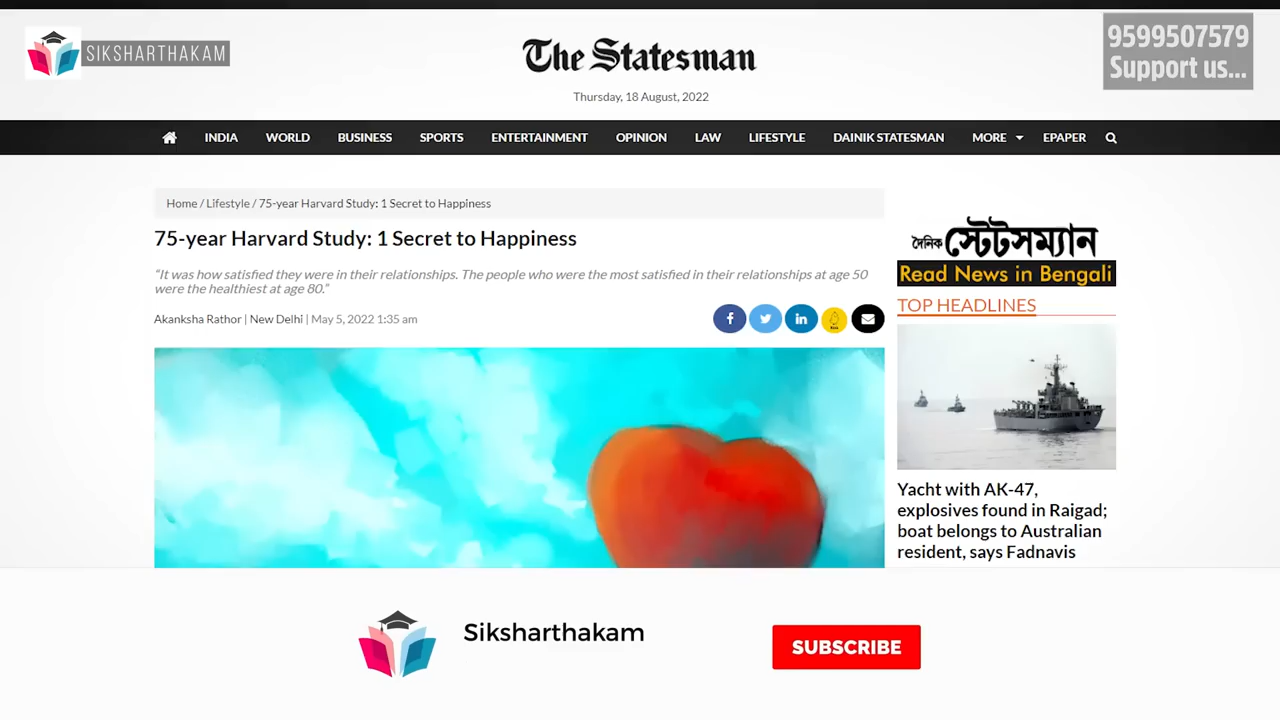 SIKSHARTHAKAM
The Statesman
9599507579
Support us...
Thursday, 18 August, 2022
INDIA WORLD BUSINESS SPORTS ENTERTAINMENT OPINION LAW LIFESTYLE DAINIK STATESMAN MORE EPAPER
Home / Lifestyle / 75-year Harvard Study: 1 Secret to Happiness
75-year Harvard Study: 1 Secret to Happiness
“It was how satisfied they were in their relationships. The people who were the most satisfied in their relationships at age 50
were the healthiest at age 80.”
Akanksha Rathor | New Delhi | May 5, 2022 1:35 am
দৈনিক স্টেটসম্যান
Read News in Bengali
TOP HEADLINES
Yacht with AK-47,
explosives found in Raigad;
boat belongs to Australian
resident, says Fadnavis
Siksharthakam
SUBSCRIBE